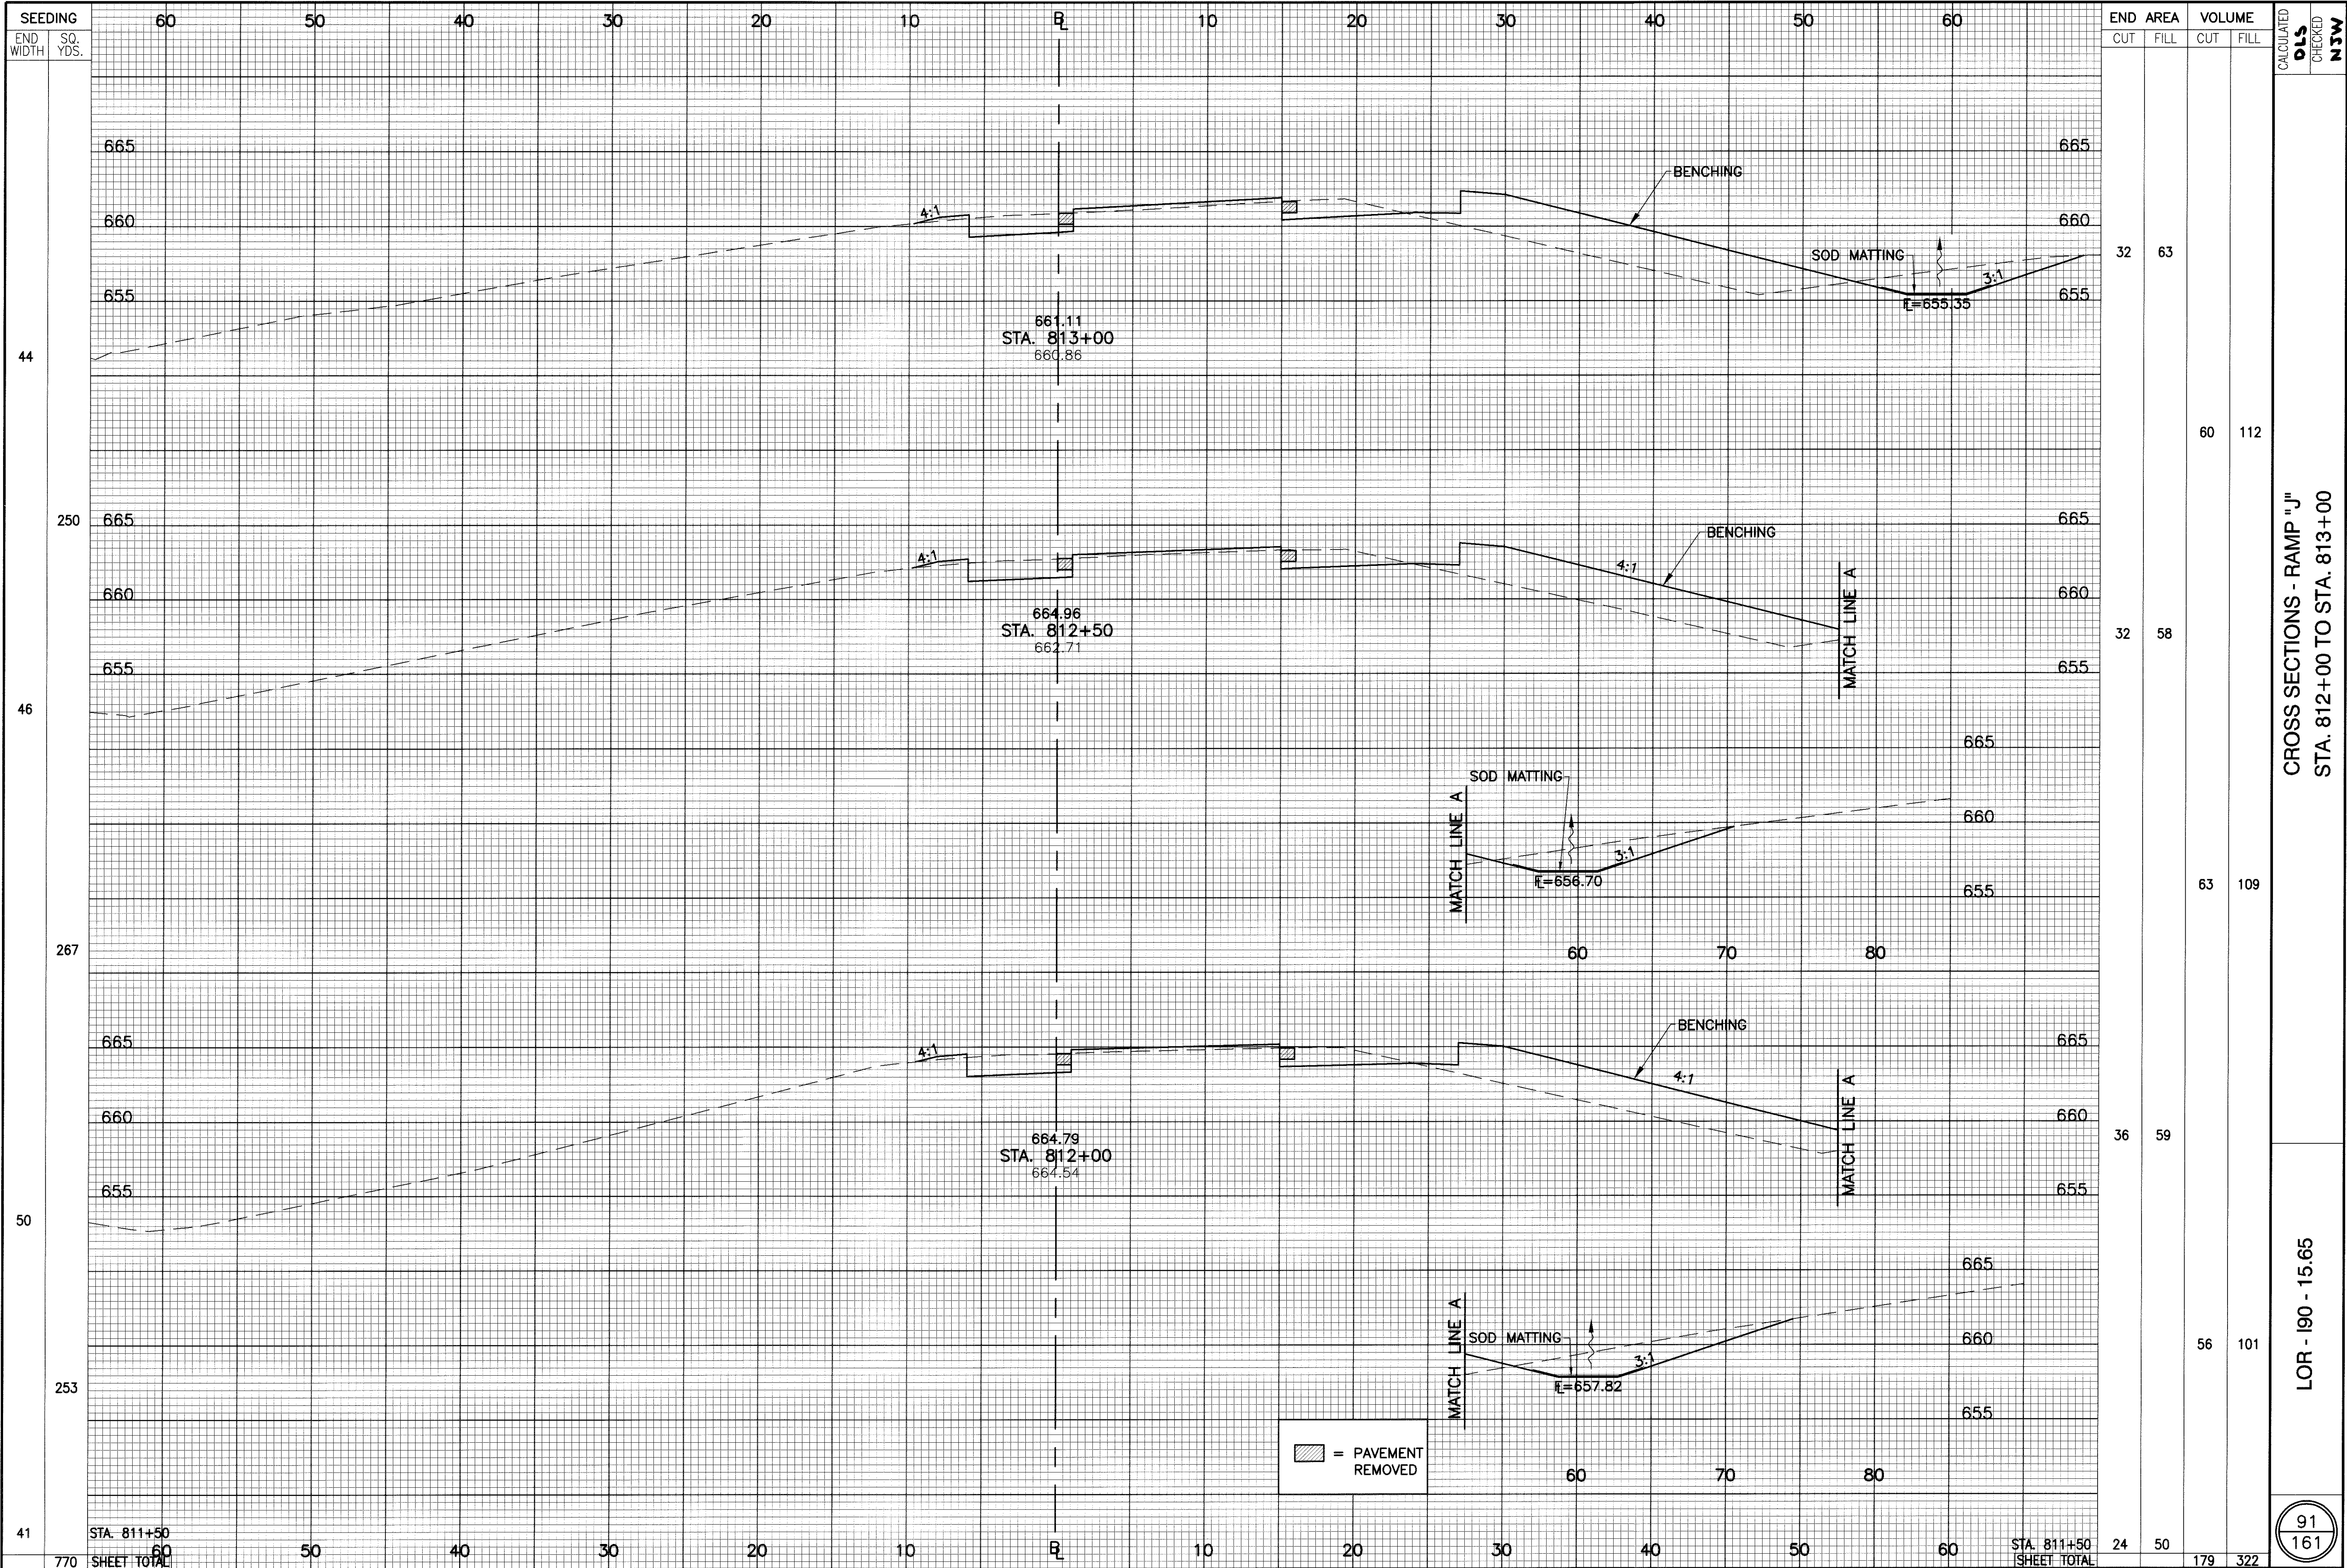 SEEDING
END WIDTH
SQ. YDS.
60 50 40 30 20 10 B 10 20 30 40 50 60
END AREA
VOLUME
CUT FILL CUT FILL
CALCULATED
DLS
CHECKED
NJW
665 665
BENCHING
4:1
660 660
SOD MATTING
32 63
3:1
655 655
℄=655.35
661.11
STA. 813+00
660.86
44
60 112
250
665 665
BENCHING
4:1
4:1
660 660
MATCH LINE A
664.96
STA. 812+50
662.71
32 58
655 655
46
665
SOD MATTING
MATCH LINE A
660
3:1
℄=656.70
655
63 109
267
60 70 80
BENCHING
665 665
4:1
4:1
MATCH LINE A
660 660
664.79
STA. 812+00
664.54
36 59
655 655
50
665
MATCH LINE A
SOD MATTING
660
3:1
56 101
℄=657.82
253
655
= PAVEMENT
REMOVED
60 70 80
41
STA. 811+50
60 50 40 30 20 10 B 10 20 30 40 50 60
STA. 811+50
24 50
770
SHEET TOTAL
SHEET TOTAL
179 322
CROSS SECTIONS - RAMP "J"
STA. 812+00 TO STA. 813+00
LOR - I90 - 15.65
91
161